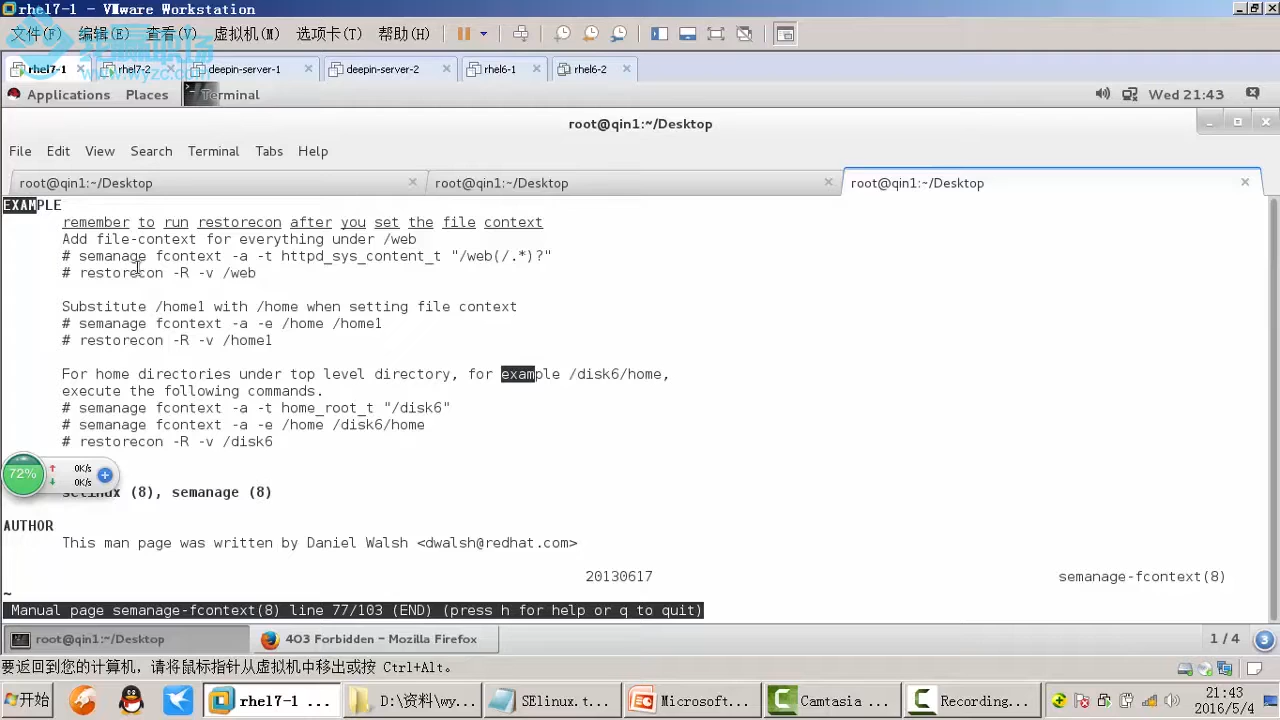 rhel7-1 - VMware Workstation
文件(F) 编辑(E) 查看(V) 虚拟机(M) 选项卡(T) 帮助(H)
www.wyzc.com
rhel7-1 rhel7-2 deepin-server-1 deepin-server-2 rhel6-1 rhel6-2
Applications Places Terminal Wed 21:43
root@qin1:~/Desktop
File Edit View Search Terminal Tabs Help
root@qin1:~/Desktop root@qin1:~/Desktop root@qin1:~/Desktop
EXAMPLE
remember to run restorecon after you set the file context
Add file-context for everything under /web
# semanage fcontext -a -t httpd_sys_content_t "/web(/.*)?"
# restorecon -R -v /web
Substitute /home1 with /home when setting file context
# semanage fcontext -a -e /home /home1
# restorecon -R -v /home1
For home directories under top level directory, for example /disk6/home,
execute the following commands.
# semanage fcontext -a -t home_root_t "/disk6"
# semanage fcontext -a -e /home /disk6/home
# restorecon -R -v /disk6
72% 0K/s
0K/s
selinux (8), semanage (8)
AUTHOR
This man page was written by Daniel Walsh <dwalsh@redhat.com>
20130617 semanage-fcontext(8)
~
Manual page semanage-fcontext(8) line 77/103 (END) (press h for help or q to quit)
root@qin1:~/Desktop 403 Forbidden - Mozilla Firefox 1 / 4 3
要返回到您的计算机，请将鼠标指针从虚拟机中移出或按 Ctrl+Alt。
开始 rhel7-1 ... D:\资料\wy... SElinux.t... Microsoft... Camtasia ... Recording... 21:43
2016/5/4